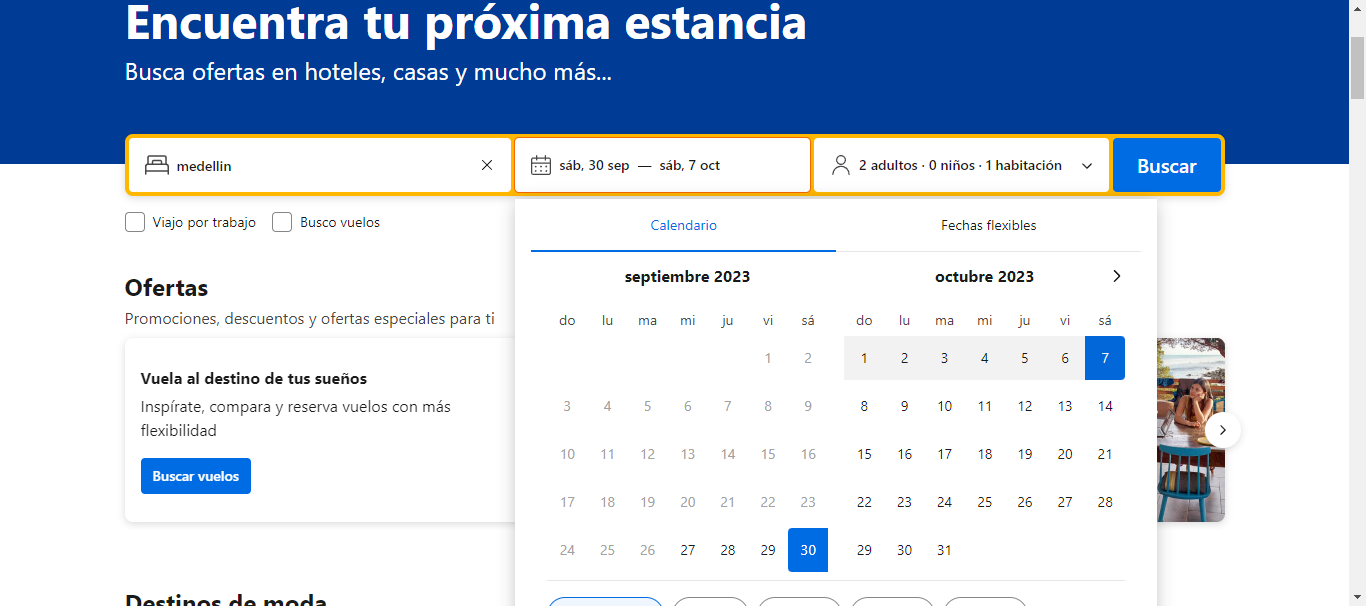 Encuentra tu próxima estancia
Busca ofertas en hoteles, casas y mucho más...
medellin
sáb, 30 sep — sáb, 7 oct
2 adultos · 0 niños · 1 habitación
Buscar
Viajo por trabajo
Busco vuelos
Ofertas
Promociones, descuentos y ofertas especiales para ti
Vuela al destino de tus sueños
Inspírate, compara y reserva vuelos con más
flexibilidad
Buscar vuelos
Destinos de moda
Calendario
Fechas flexibles
septiembre 2023
do lu ma mi ju vi sá
1 2
3 4 5 6 7 8 9
10 11 12 13 14 15 16
17 18 19 20 21 22 23
24 25 26 27 28 29 30
octubre 2023
do lu ma mi ju vi sá
1 2 3 4 5 6 7
8 9 10 11 12 13 14
15 16 17 18 19 20 21
22 23 24 25 26 27 28
29 30 31